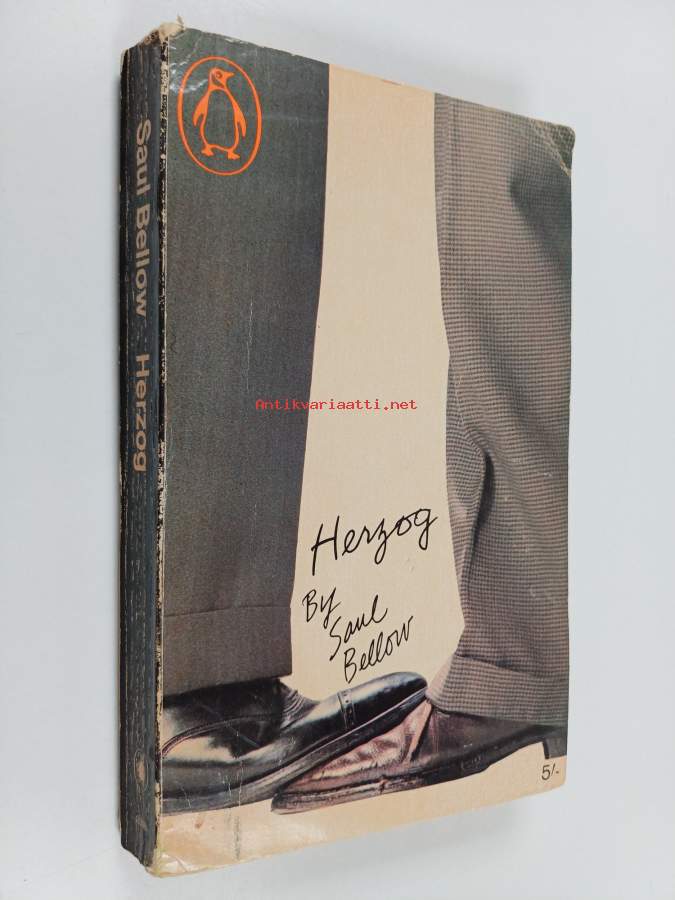 Saul Bellow Herzog
Antikvariaatti.net
Herzog
By
Saul
Bellow
5/-